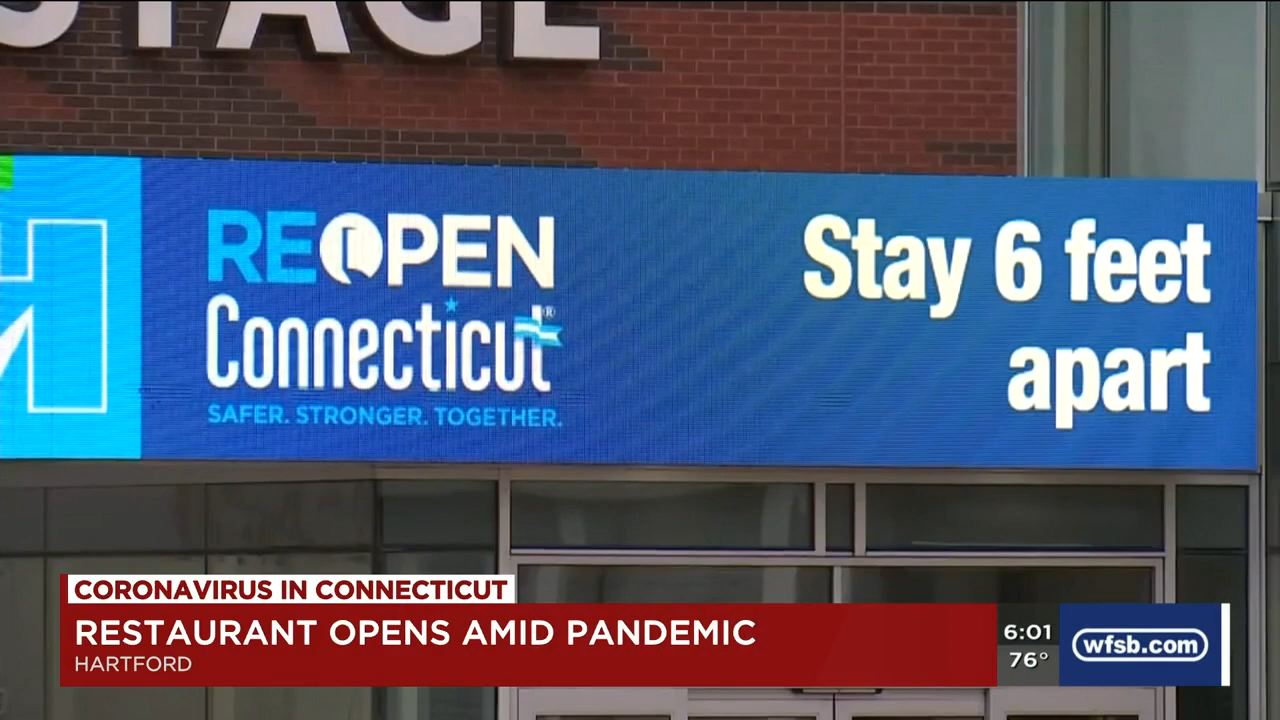 STAGE
REOPEN
Connecticut®
SAFER. STRONGER. TOGETHER.
Stay 6 feet
apart
CORONAVIRUS IN CONNECTICUT
RESTAURANT OPENS AMID PANDEMIC
HARTFORD
6:01
76°
wfsb.com